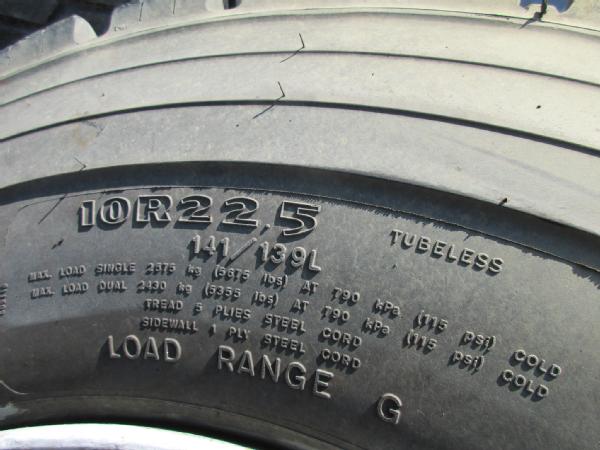 10R22.5
141/139L
TUBELESS
MAX. LOAD SINGLE 2575 kg (5675 lbs) AT 790 kPa (115 psi) COLD
MAX. LOAD DUAL 2430 kg (5355 lbs) AT 790 kPa (115 psi) COLD
TREAD 5 PLIES STEEL CORD
SIDEWALL 1 PLY STEEL CORD
LOAD RANGE G